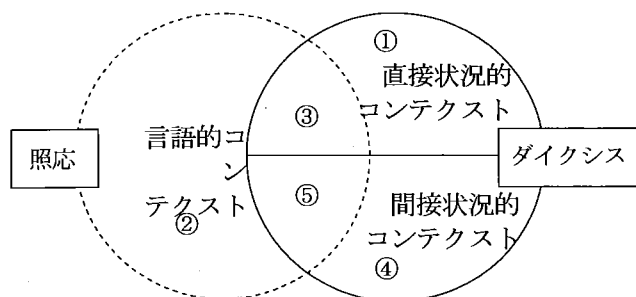 ①
直接状況的
コンテクスト
③
言語的コ
ン
テクスト
照応
ダイクシス
⑤
②
間接状況的
コンテクスト
④